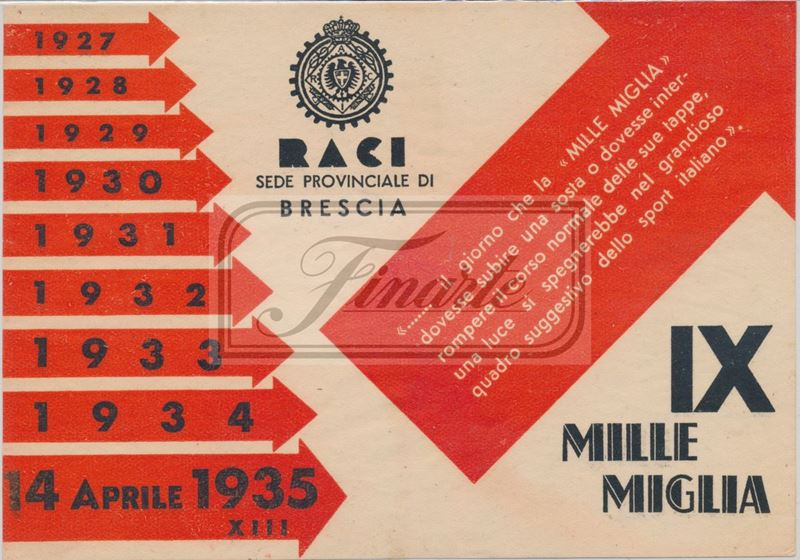 1927
1928
1929
1930
1931
1932
1933
1934
14 APRILE 1935
XIII
RACI
SEDE PROVINCIALE DI
BRESCIA
Finarte
«....... il giorno che la «MILLE MIGLIA»
dovesse subire una sosta o dovesse inter-
rompere il corso normale delle sue tappe,
una luce si spegnerebbe nel grandioso
quadro suggestivo dello sport italiano».
IX
MILLE
MIGLIA